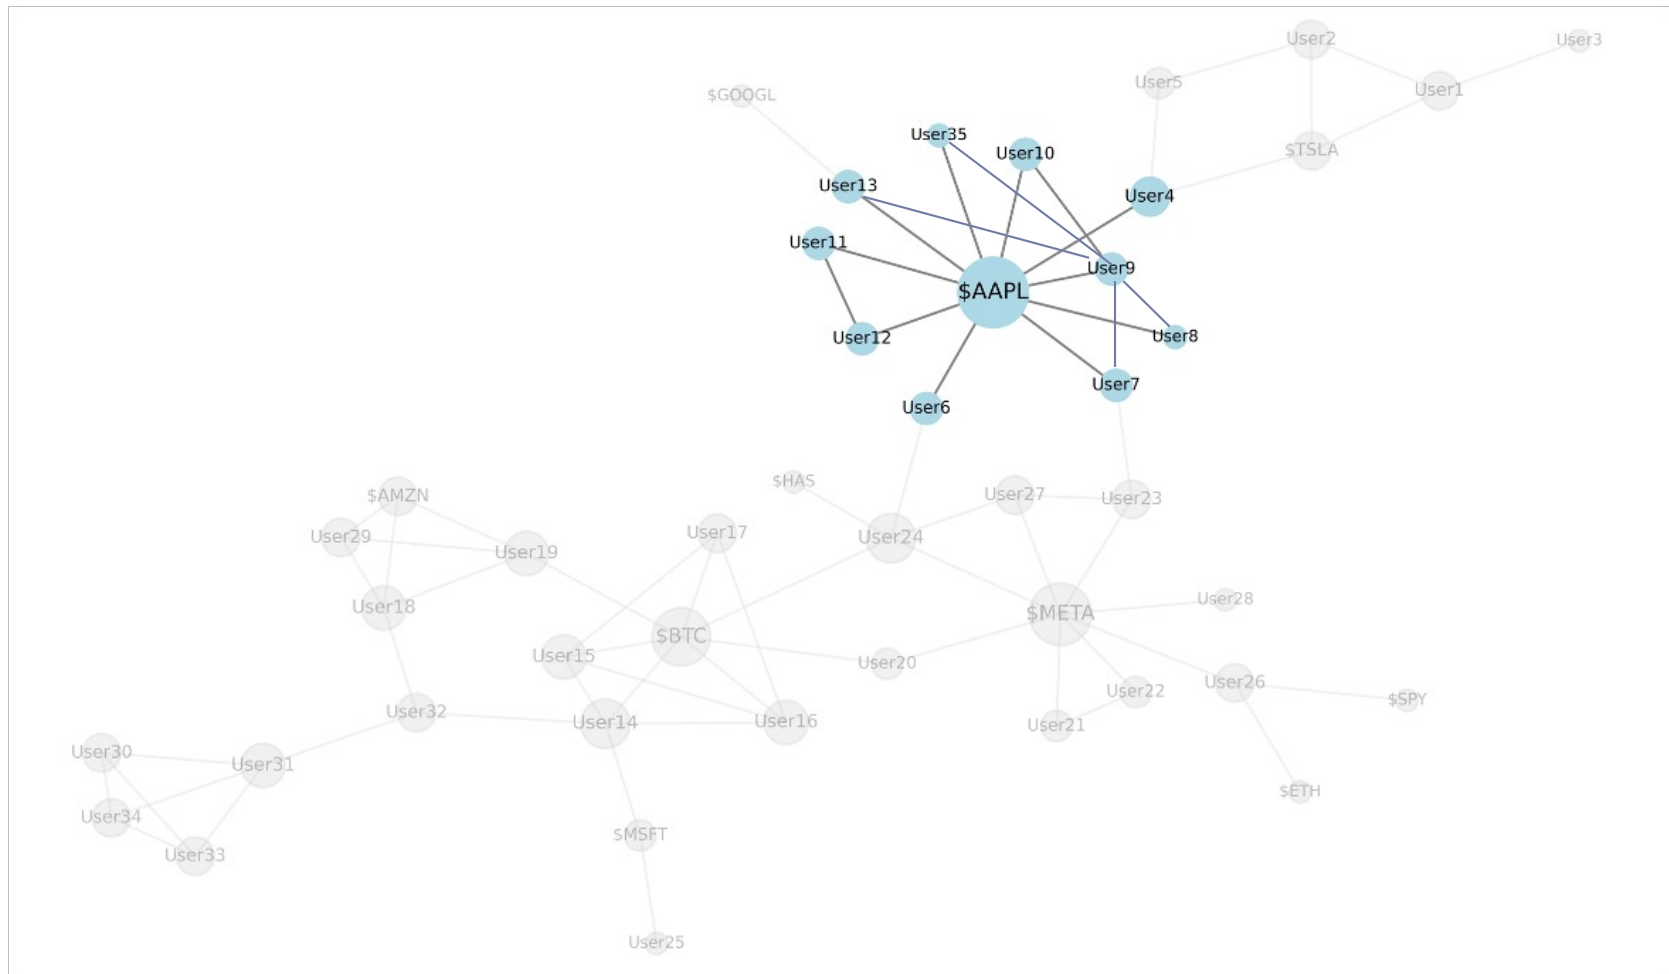 User2
User3
User5
User1
$GOOGL
User35
User10
$TSLA
User13
User4
User11
User9
$AAPL
User12
User8
User7
User6
$HAS
User27
User23
$AMZN
User29
User19
User17
User24
User18
User28
$META
$BTC
User15
User20
User26
User22
$SPY
User32
User14
User16
User21
User30
User31
$ETH
User34
User33
$MSFT
User25